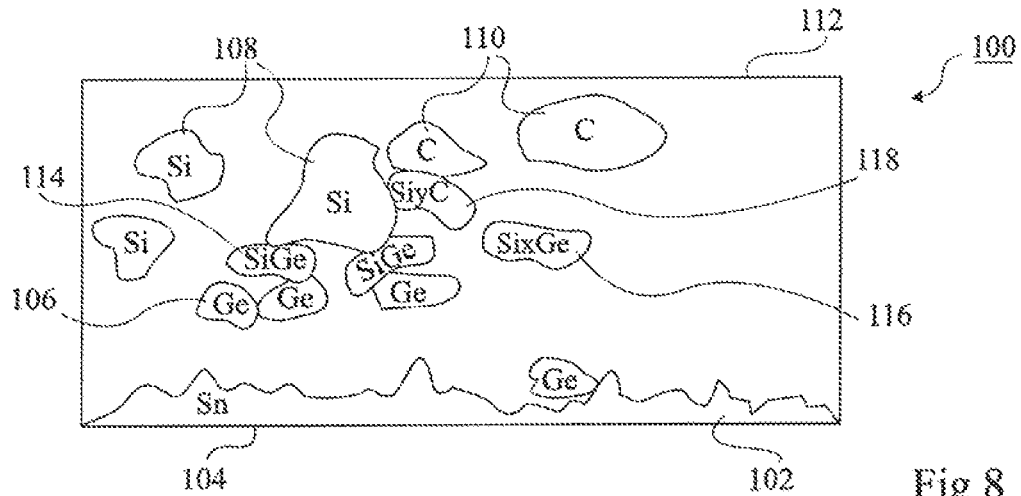 112
108
110
100
C
C
Si
114
118
Si
SiyC
Si
SixGe
SiGe
SiGe
106
Ge
Ge
Ge
116
Ge
Sn
104
102
Fig 8